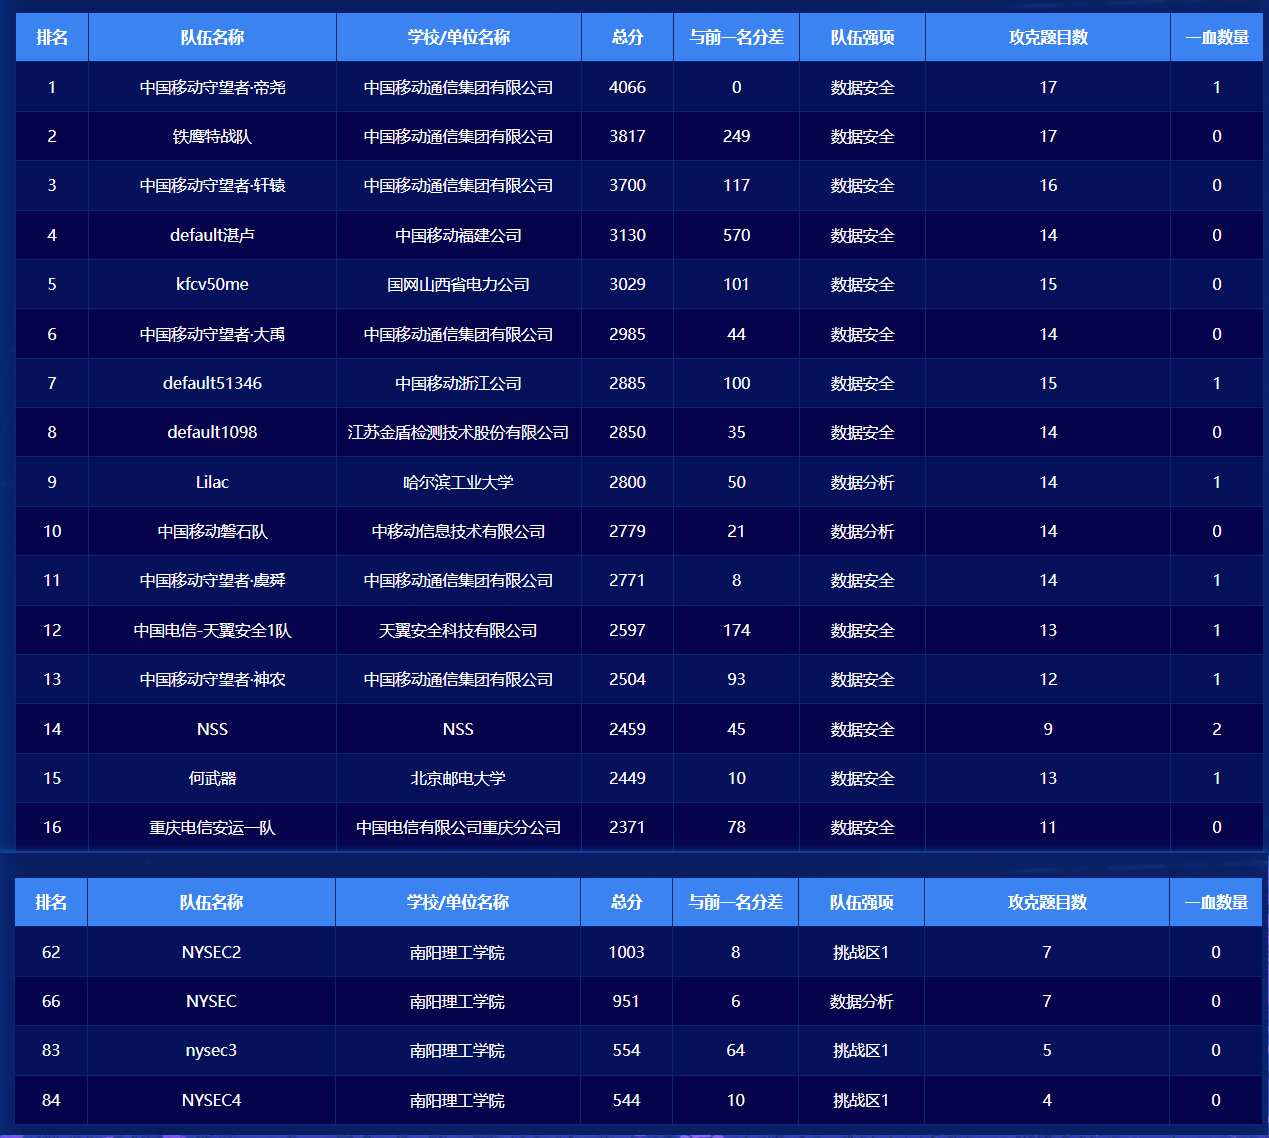 排名 队伍名称 学校/单位名称 总分 与前一名分差 队伍强项 攻克题目数 一血数量
1 中国移动守望者·帝尧 中国移动通信集团有限公司 4066 0 数据安全 17 1
2 铁鹰特战队 中国移动通信集团有限公司 3817 249 数据安全 17 0
3 中国移动守望者·轩辕 中国移动通信集团有限公司 3700 117 数据安全 16 0
4 default湛卢 中国移动福建公司 3130 570 数据安全 14 0
5 kfcv50me 国网山西省电力公司 3029 101 数据安全 15 0
6 中国移动守望者·大禹 中国移动通信集团有限公司 2985 44 数据安全 14 0
7 default51346 中国移动浙江公司 2885 100 数据安全 15 1
8 default1098 江苏金盾检测技术股份有限公司 2850 35 数据安全 14 0
9 Lilac 哈尔滨工业大学 2800 50 数据分析 14 1
10 中国移动磐石队 中移动信息技术有限公司 2779 21 数据分析 14 0
11 中国移动守望者·虞舜 中国移动通信集团有限公司 2771 8 数据安全 14 1
12 中国电信-天翼安全1队 天翼安全科技有限公司 2597 174 数据安全 13 1
13 中国移动守望者·神农 中国移动通信集团有限公司 2504 93 数据安全 12 1
14 NSS NSS 2459 45 数据安全 9 2
15 何武器 北京邮电大学 2449 10 数据安全 13 1
16 重庆电信安运一队 中国电信有限公司重庆分公司 2371 78 数据安全 11 0
排名 队伍名称 学校/单位名称 总分 与前一名分差 队伍强项 攻克题目数 一血数量
62 NYSEC2 南阳理工学院 1003 8 挑战区1 7 0
66 NYSEC 南阳理工学院 951 6 数据分析 7 0
83 nysec3 南阳理工学院 554 64 挑战区1 5 0
84 NYSEC4 南阳理工学院 544 10 挑战区1 4 0